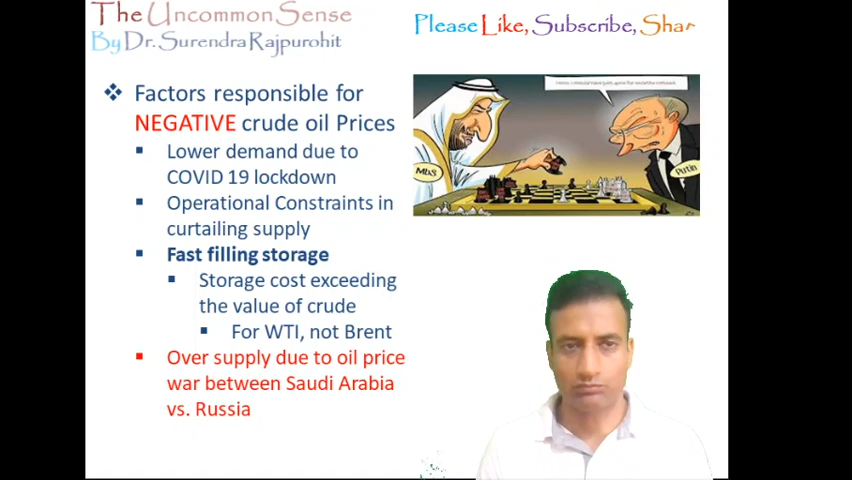 The Uncommon Sense
By Dr. Surendra Rajpurohit
Please Like, Subscribe, Shar
Factors responsible for
NEGATIVE crude oil Prices
Lower demand due to
COVID 19 lockdown
Operational Constraints in
curtailing supply
Fast filling storage
Storage cost exceeding
the value of crude
For WTI, not Brent
Over supply due to oil price
war between Saudi Arabia
vs. Russia
MbS
Putin